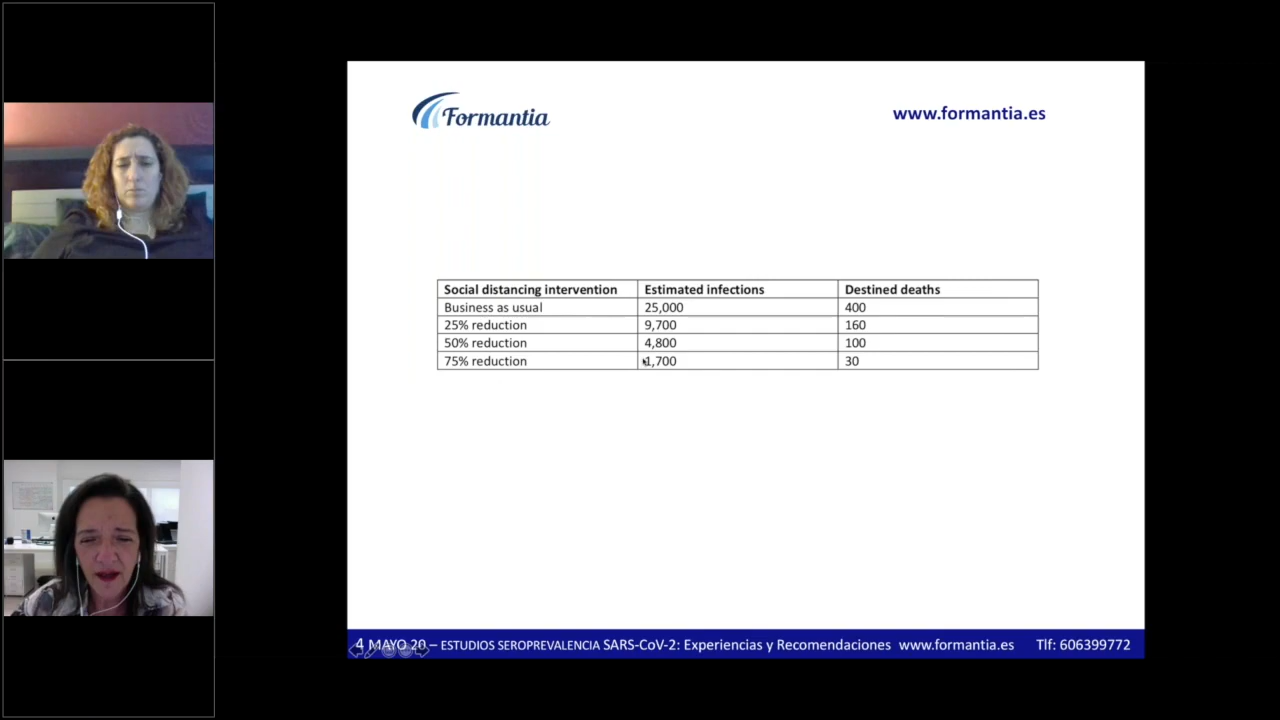 Formantia
www.formantia.es
Social distancing intervention Estimated infections Destined deaths
Business as usual 25,000 400
25% reduction 9,700 160
50% reduction 4,800 100
75% reduction 1,700 30
4 MAYO 20 – ESTUDIOS SEROPREVALENCIA SARS-CoV-2: Experiencias y Recomendaciones www.formantia.es Tlf: 606399772